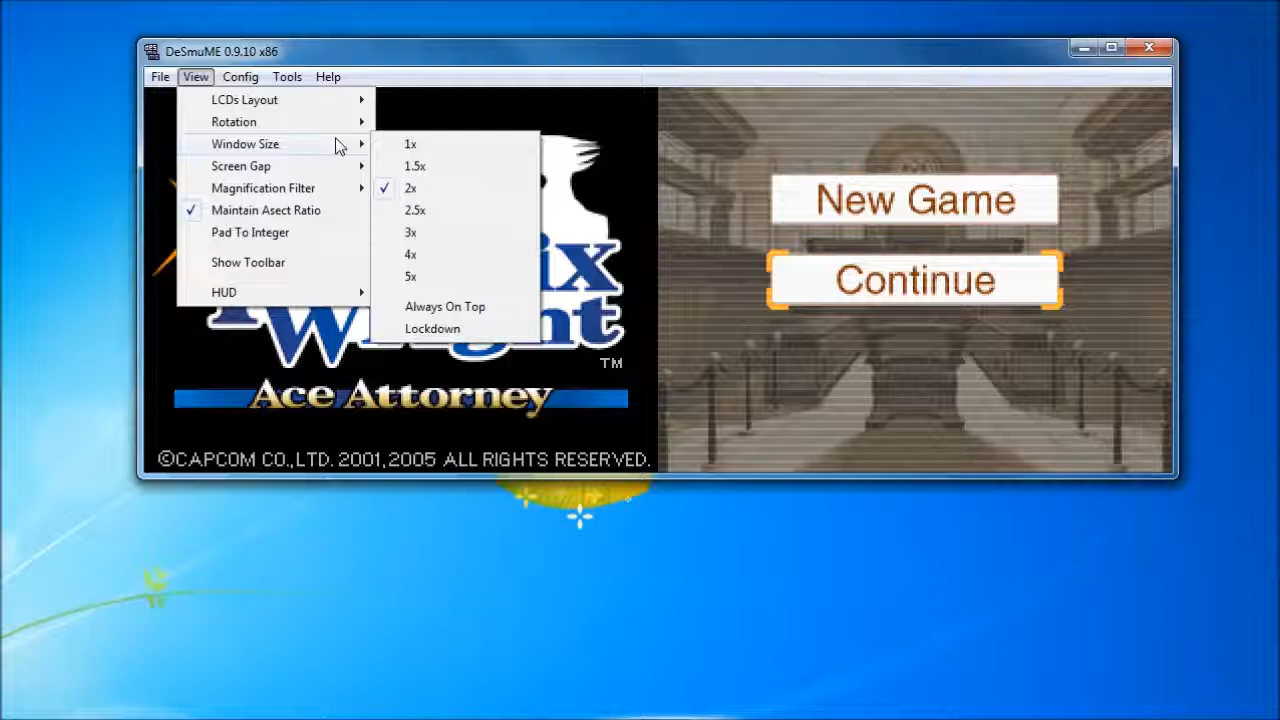 DeSmuME 0.9.10 x86
File View Config Tools Help
LCDs Layout
Rotation
Window Size
Screen Gap
Magnification Filter
Maintain Asect Ratio
Pad To Integer
Show Toolbar
HUD
1x
1.5x
2x
2.5x
3x
4x
5x
Always On Top
Lockdown
ix
W ght
TM
Ace Attorney
©CAPCOM CO.,LTD. 2001,2005 ALL RIGHTS RESERVED.
New Game
Continue